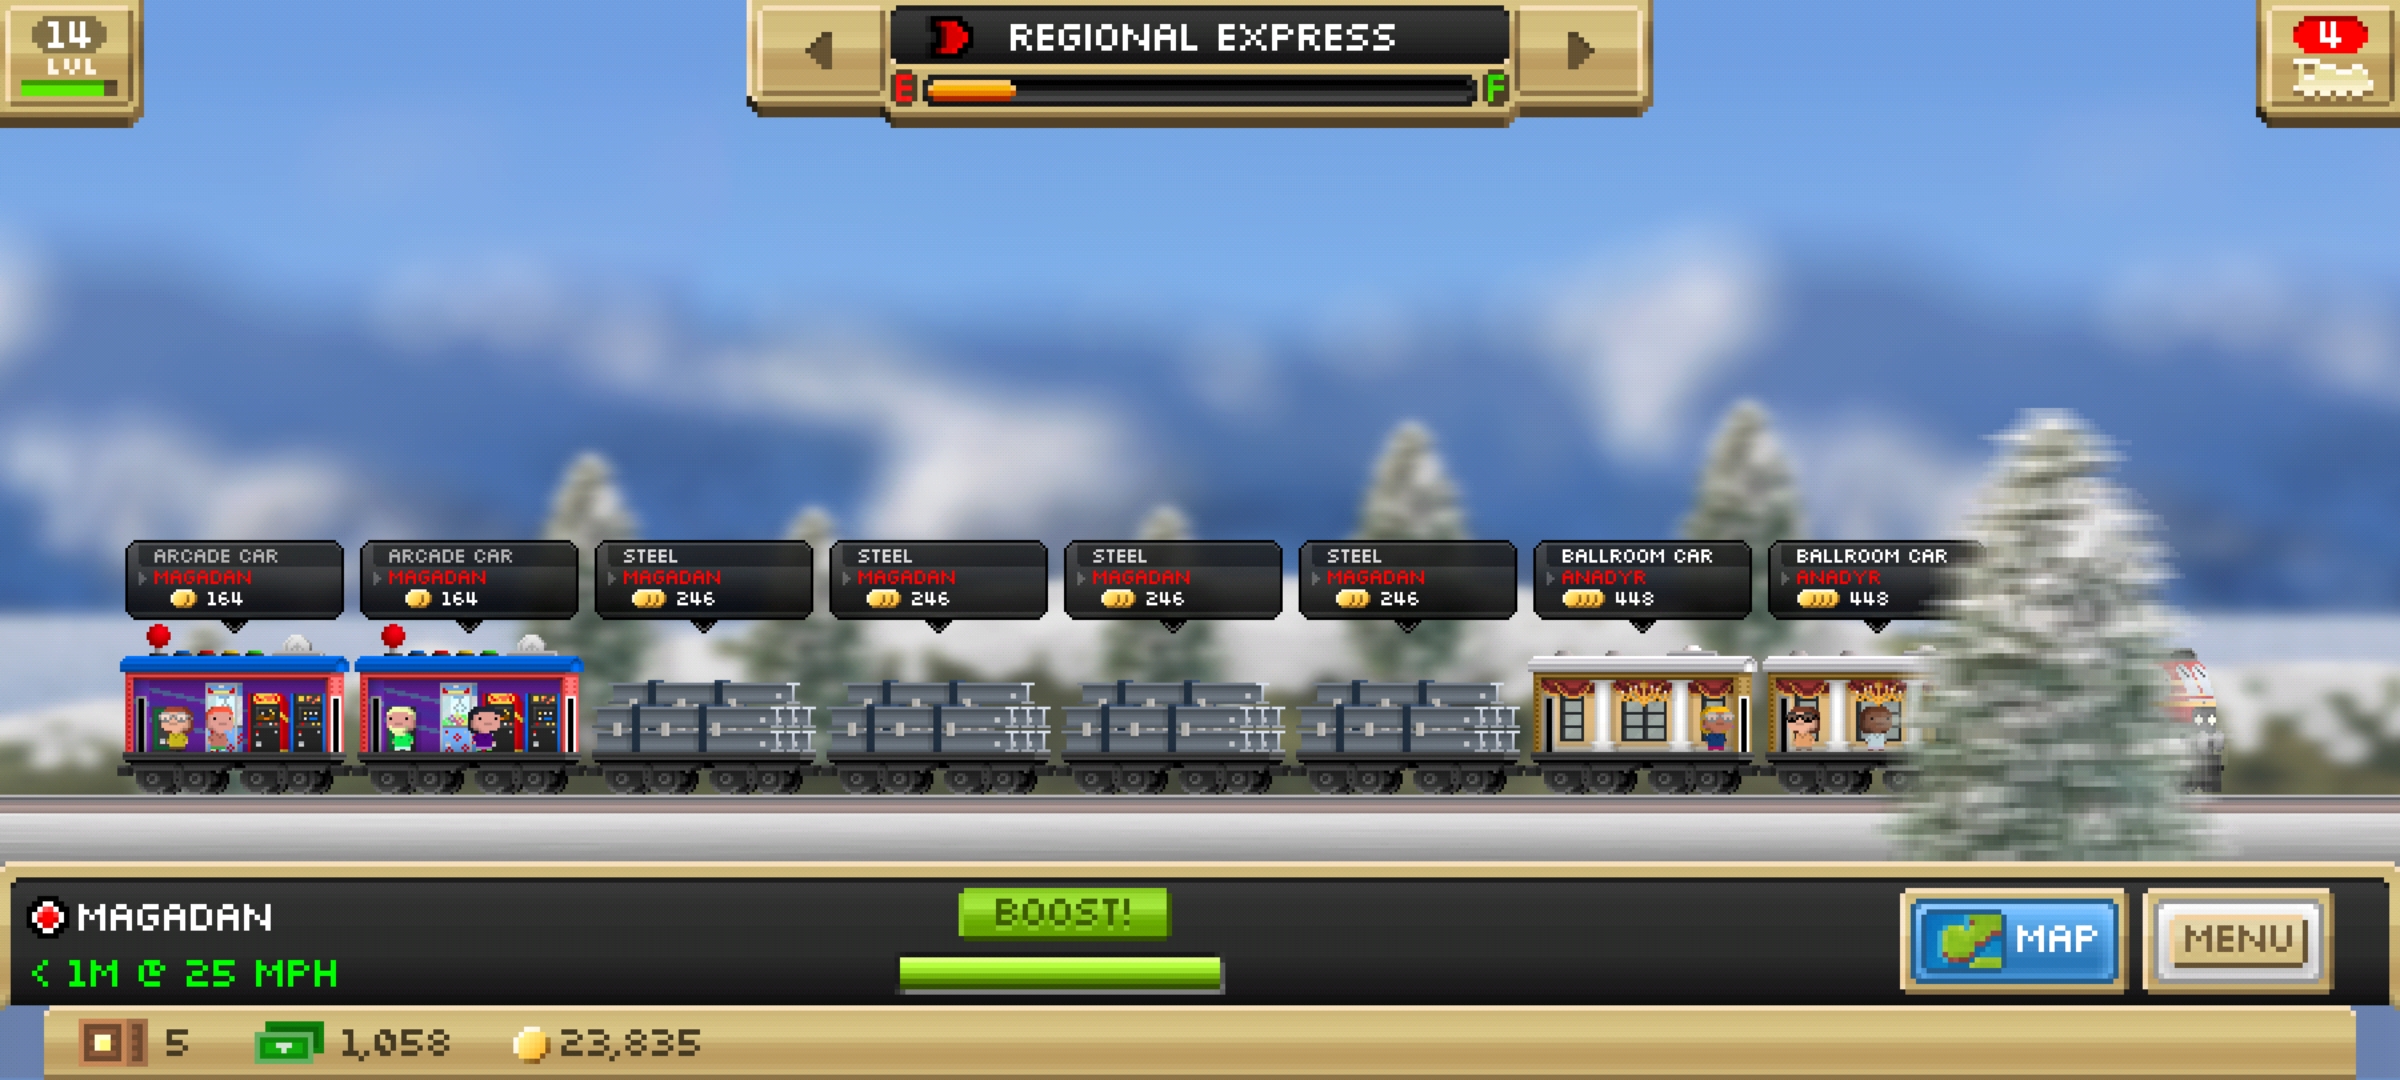 14
LVL
REGIONAL EXPRESS
E F
4
ARCADE CAR
MAGADAN
164
ARCADE CAR
MAGADAN
164
STEEL
MAGADAN
246
STEEL
MAGADAN
246
STEEL
MAGADAN
246
STEEL
MAGADAN
246
BALLROOM CAR
ANADYR
448
BALLROOM CAR
ANADYR
448
MAGADAN
< 1M @ 25 MPH
BOOST!
MAP
MENU
5
1,058
23,835